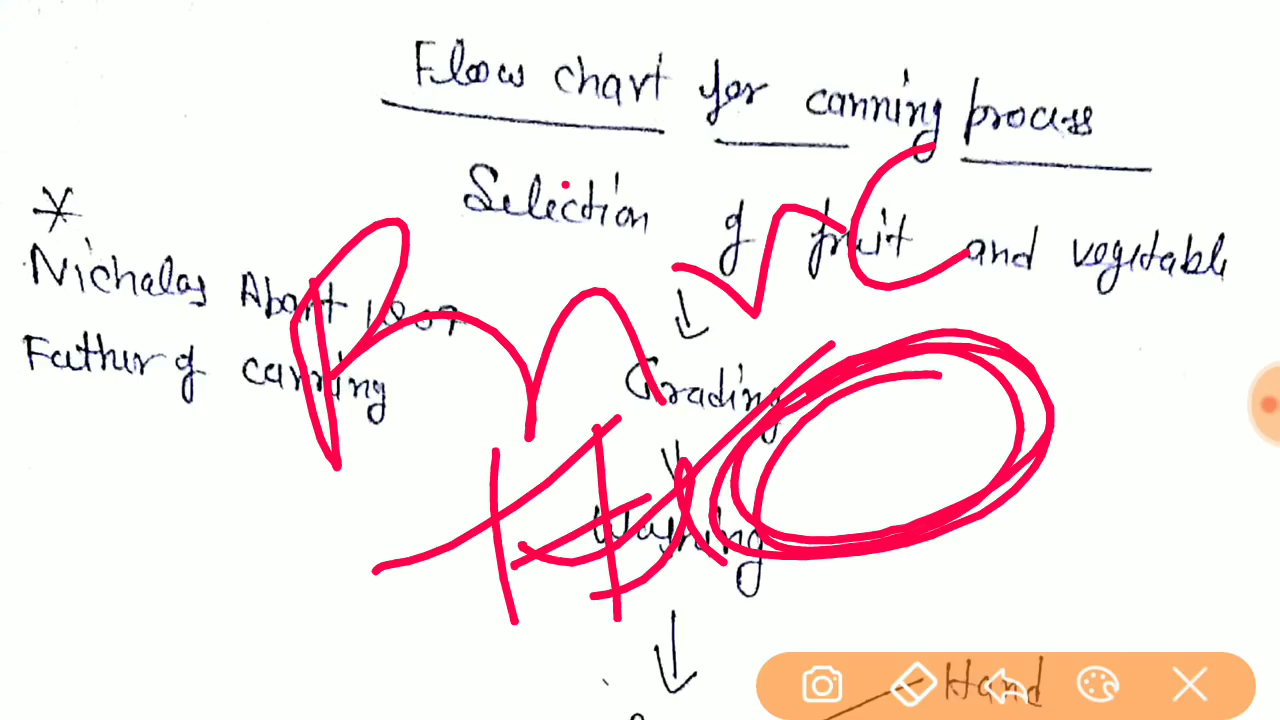 Flow chart for canning process
Selection of fruit and vegetable
*
Nichalas Abart
Father of canning
Grading
Washing
Hand